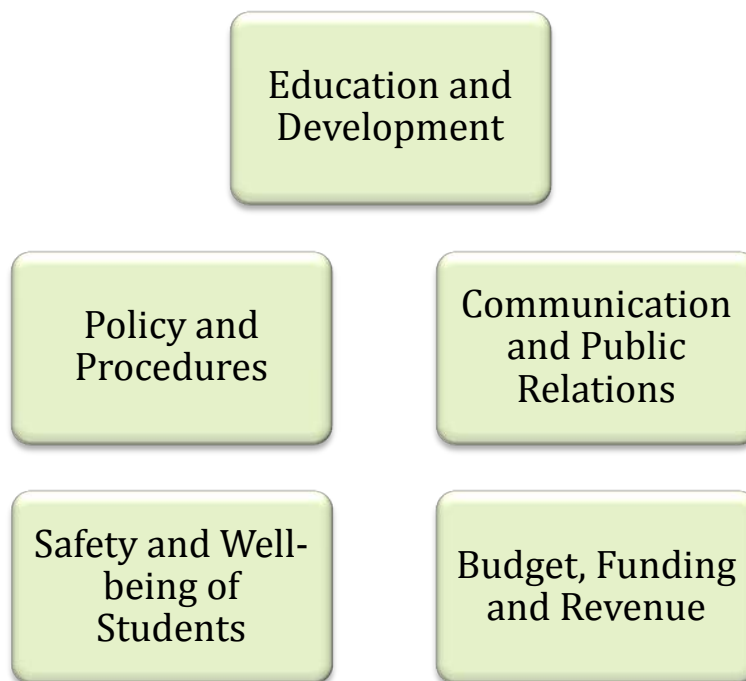 Education and
Development
Policy and
Procedures
Communication
and Public
Relations
Safety and Well-
being of
Students
Budget, Funding
and Revenue